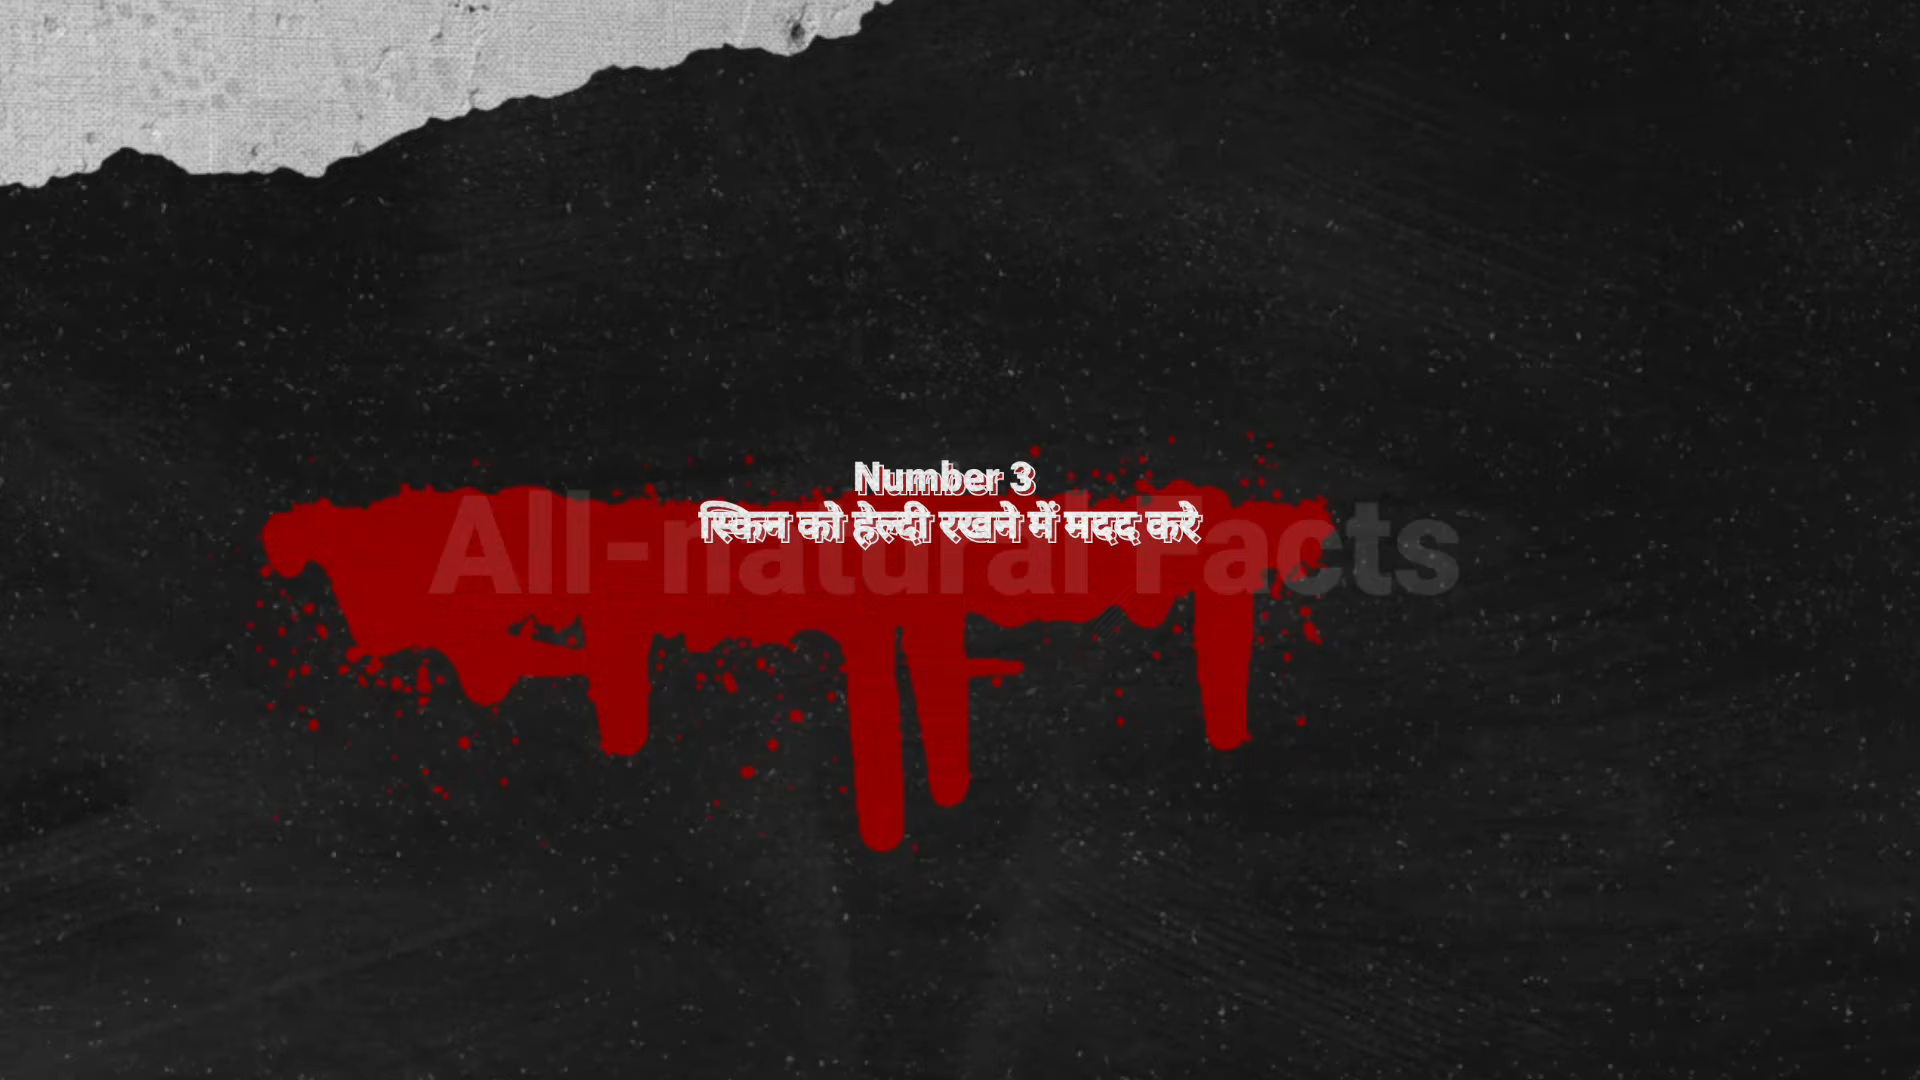 Number 3
स्किन को हेल्दी रखने में मदद करे
All-natural Facts